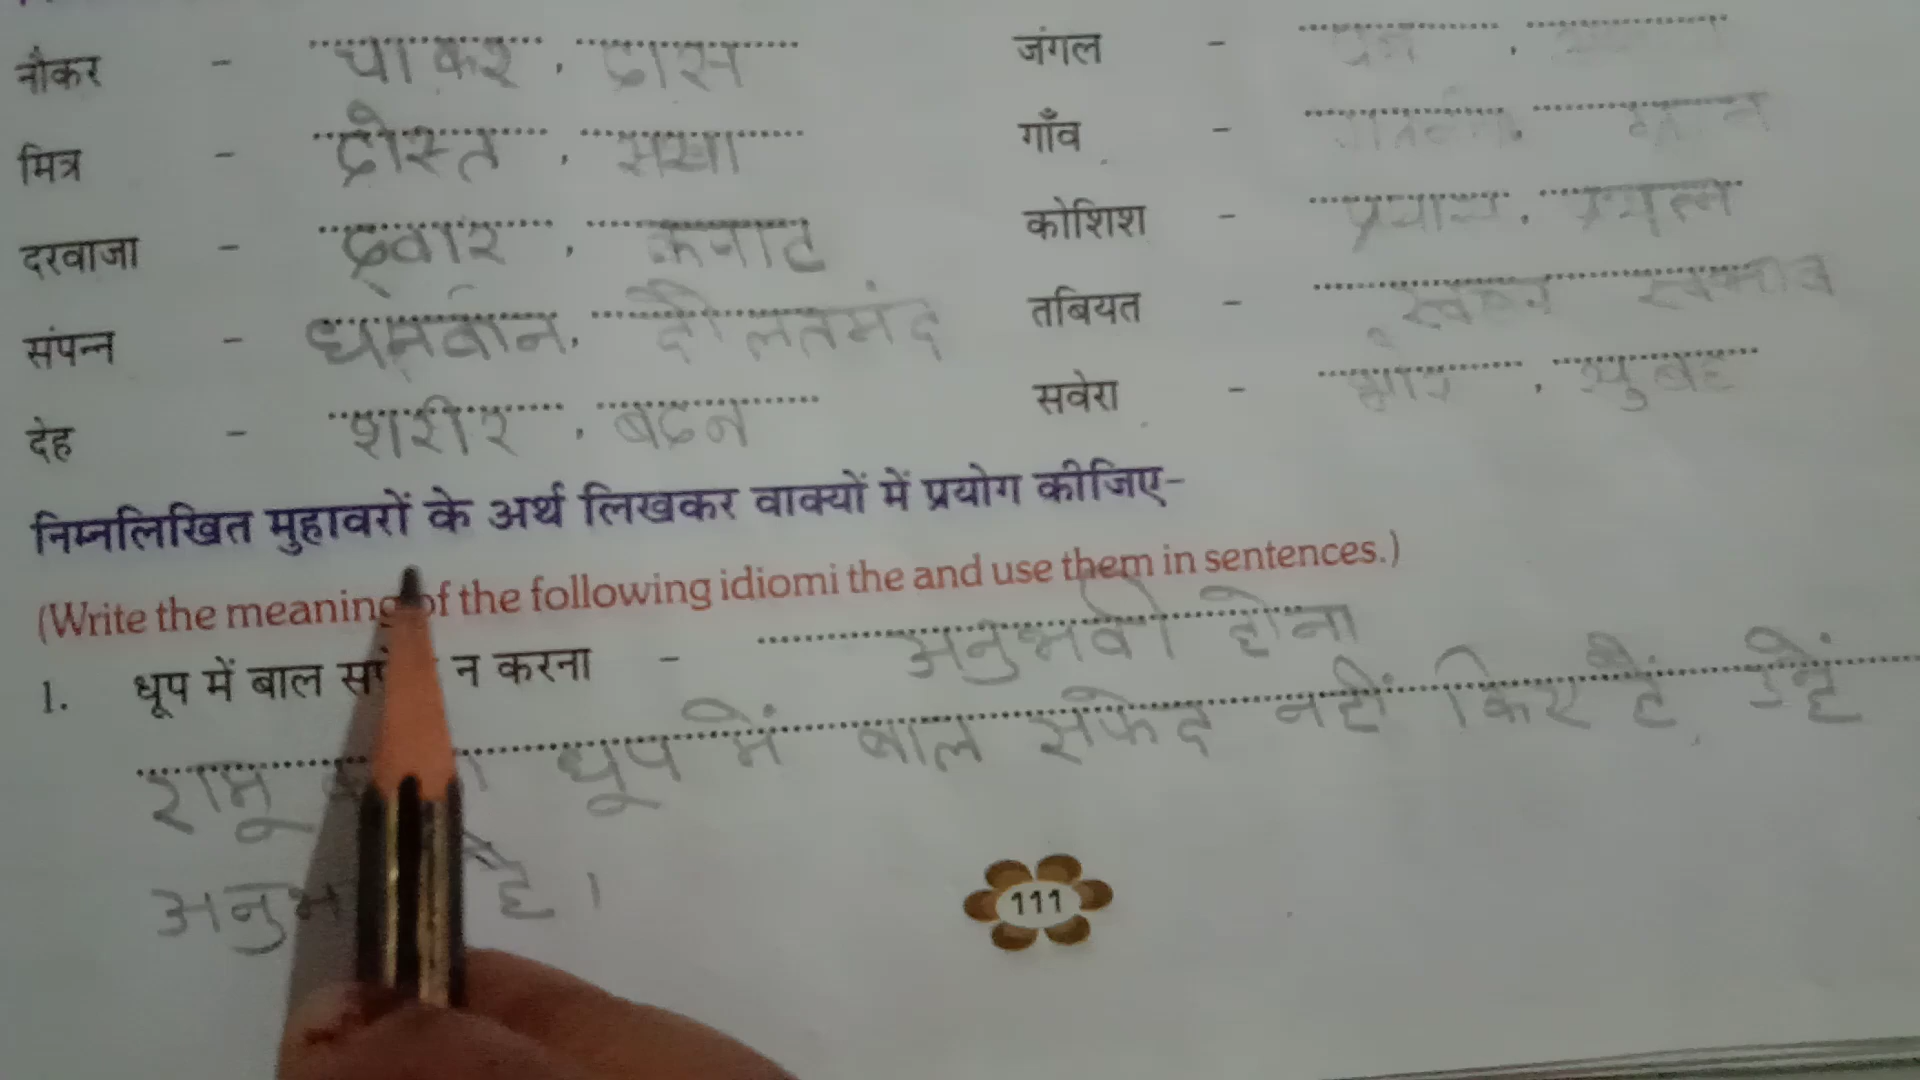 नौकर - चाकर, दास
मित्र - दोस्त, सखा
दरवाजा - द्वार, कपाट
संपन्न - धनवान, दौलतमंद
देह - शरीर, बदन
जंगल -
गाँव -
कोशिश - प्रयास, प्रयत्न
तबियत -
सवेरा - भोर, सुबह
निम्नलिखित मुहावरों के अर्थ लिखकर वाक्यों में प्रयोग कीजिए-
(Write the meaning of the following idiomi the and use them in sentences.)
1. धूप में बाल न करना - अनुभवी होना
रामू धूप में बाल सफेद नहीं किए हैं, उन्हें
है।
111